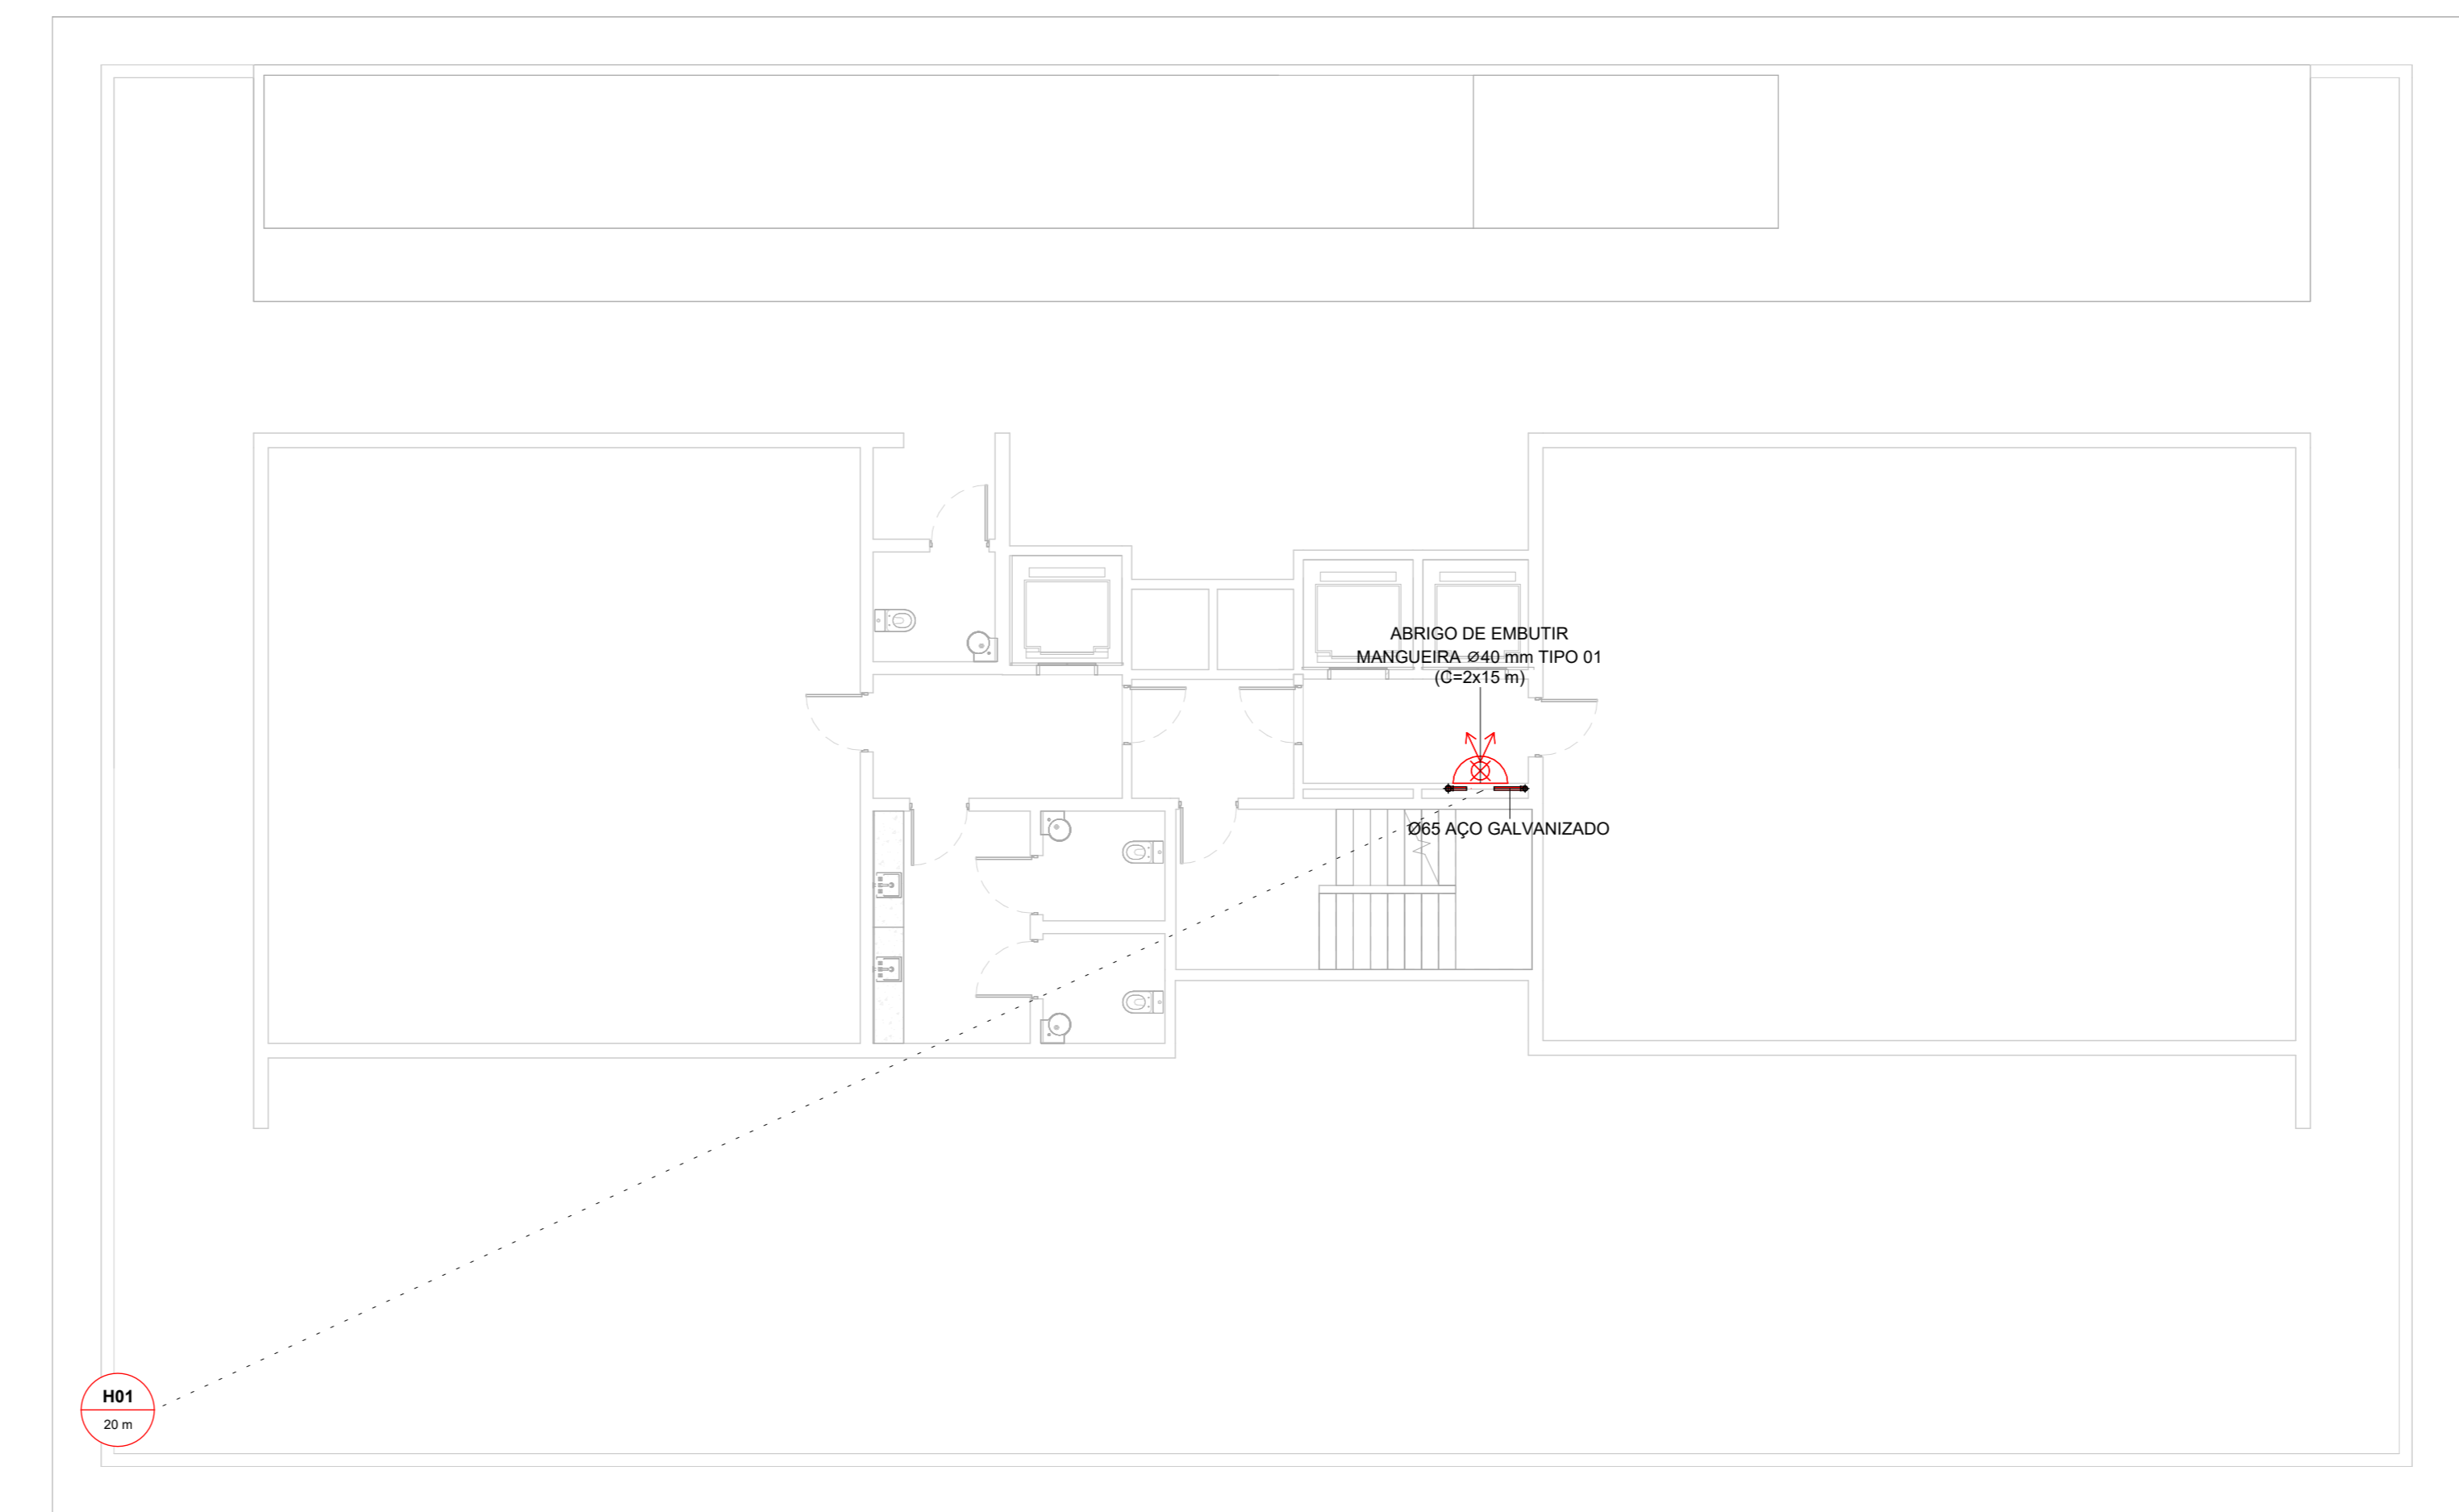 ABRIGO DE EMBUTIR
MANGUEIRA Ø40 mm TIPO 01
(C=2x15 m)
Ø65 AÇO GALVANIZADO
H01
20 m